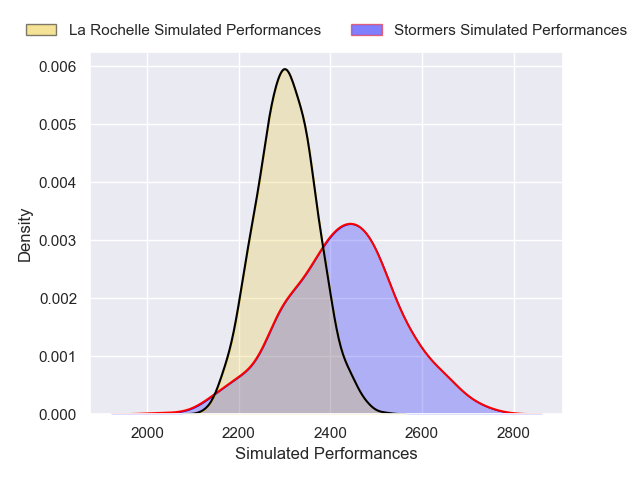 La Rochelle Simulated Performances Stormers Simulated Performances
0.006
0.005
0.004
0.003
0.002
0.001
0.000
Density
2000 2200 2400 2600 2800
Simulated Performances